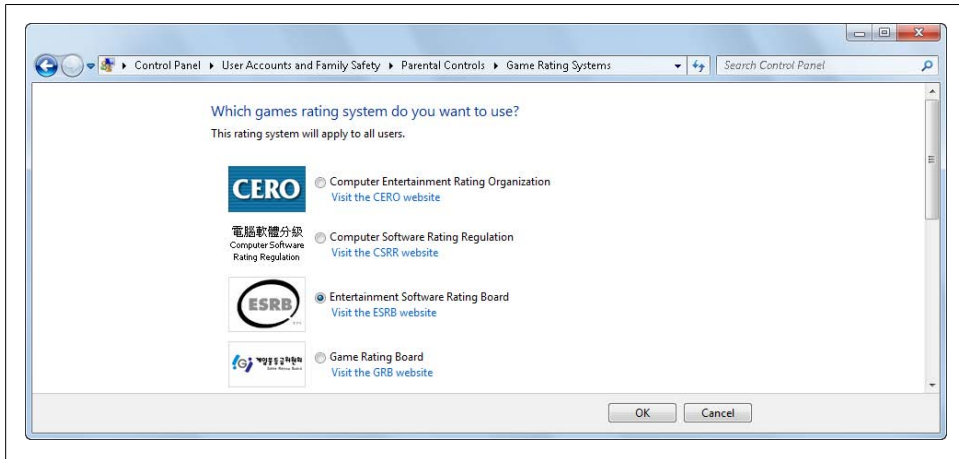 Control Panel ▸ User Accounts and Family Safety ▸ Parental Controls ▸ Game Rating Systems
Search Control Panel
Which games rating system do you want to use?
This rating system will apply to all users.
CERO
Computer Entertainment Rating Organization
Visit the CERO website
電腦軟體分級
Computer Software
Rating Regulation
Computer Software Rating Regulation
Visit the CSRR website
ESRB
Entertainment Software Rating Board
Visit the ESRB website
Game Rating Board
Game Rating Board
Visit the GRB website
OK
Cancel